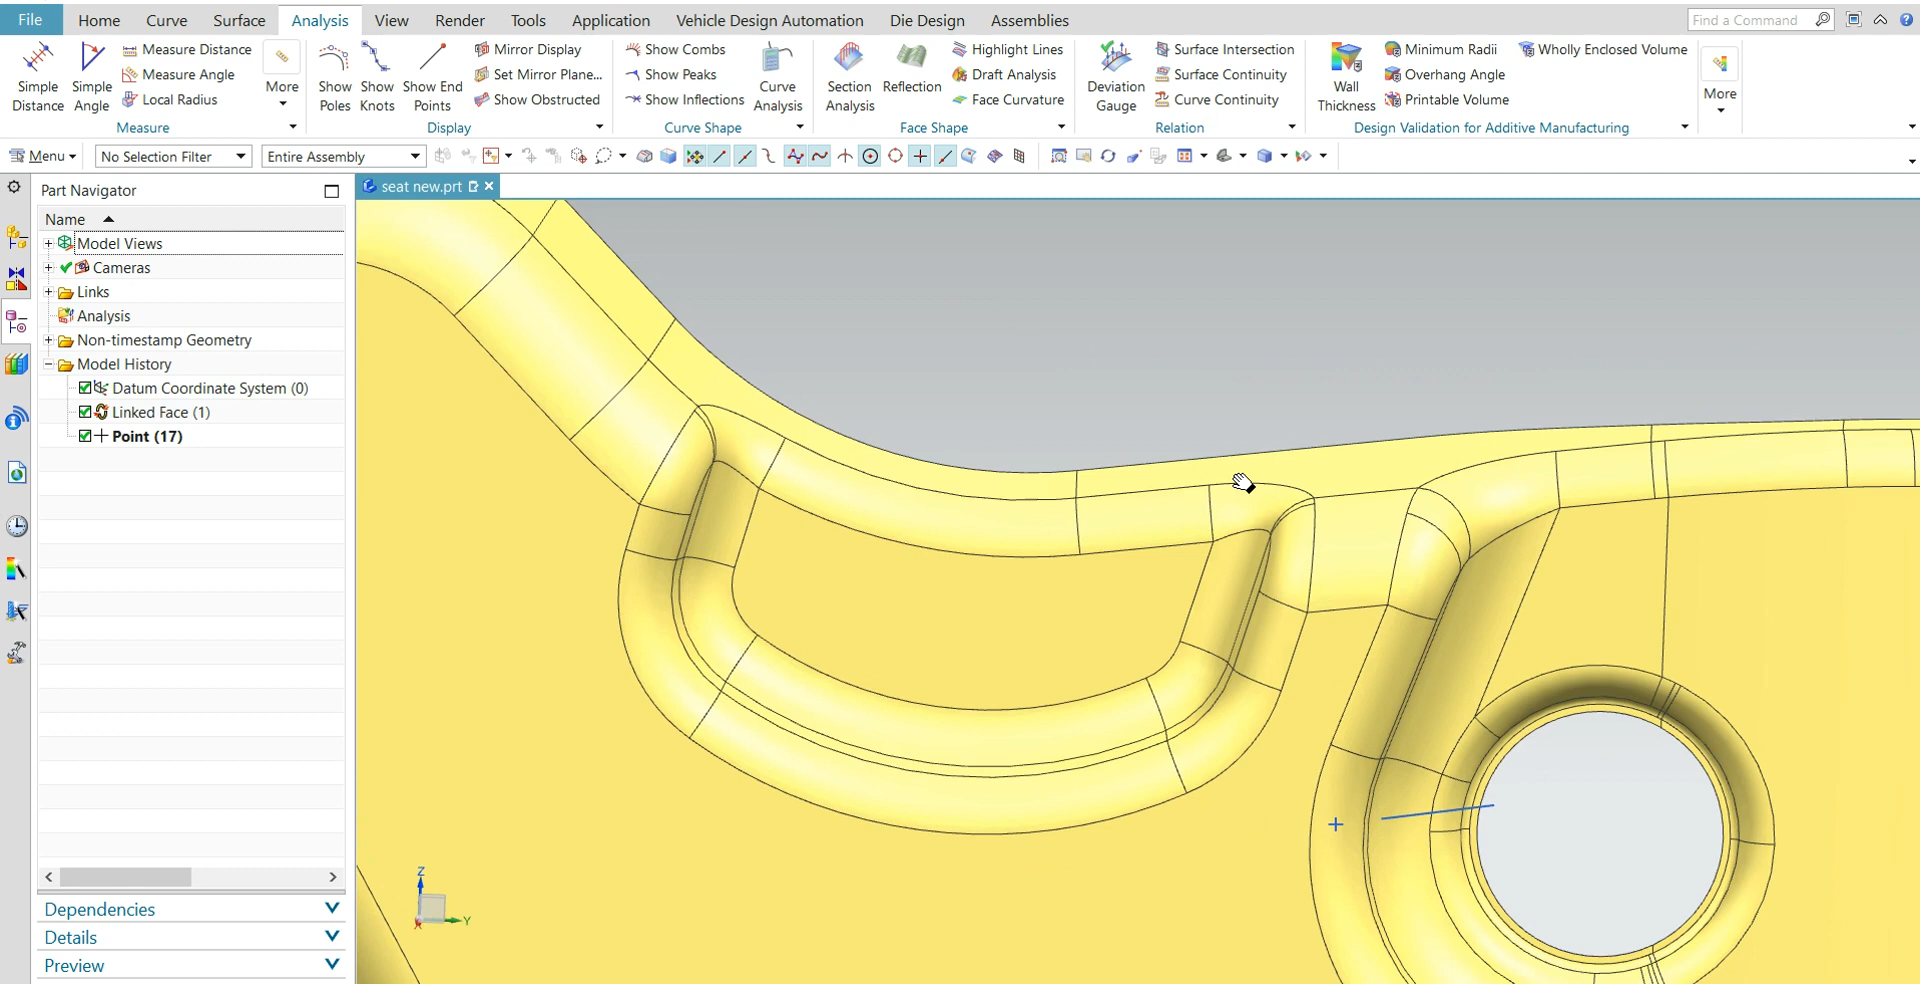 File Home Curve Surface Analysis View Render Tools Application Vehicle Design Automation Die Design Assemblies Find a Command
Simple Distance
Simple Angle
Measure Distance
Measure Angle
Local Radius
More
Measure
Show Poles
Show Knots
Show End Points
Mirror Display
Set Mirror Plane...
Show Obstructed
Display
Show Combs
Show Peaks
Show Inflections
Curve Analysis
Curve Shape
Section Analysis
Reflection
Highlight Lines
Draft Analysis
Face Curvature
Face Shape
Deviation Gauge
Surface Intersection
Surface Continuity
Curve Continuity
Relation
Wall Thickness
Minimum Radii
Overhang Angle
Printable Volume
Wholly Enclosed Volume
Design Validation for Additive Manufacturing
More
Menu No Selection Filter Entire Assembly
Part Navigator
seat new.prt
Name
Model Views
Cameras
Links
Analysis
Non-timestamp Geometry
Model History
Datum Coordinate System (0)
Linked Face (1)
Point (17)
Dependencies
Details
Preview
Z
Y
X